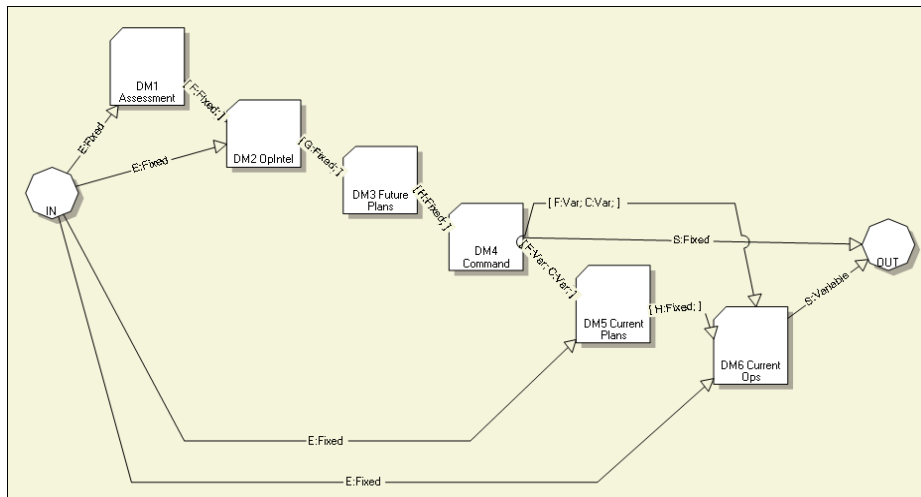 DM1
Assessment
[ F:Fixed; ]
E:Fixed
DM2 OpIntel
E:Fixed
[ G:Fixed; ]
IN
DM3 Future
Plans
[ H:Fixed; ]
[ F:Var; C:Var; ]
DM4
Command
S:Fixed
OUT
[ F:Var; C:Var; ]
S:Variable
DM5 Current
Plans
[ H:Fixed; ]
DM6 Current
Ops
E:Fixed
E:Fixed